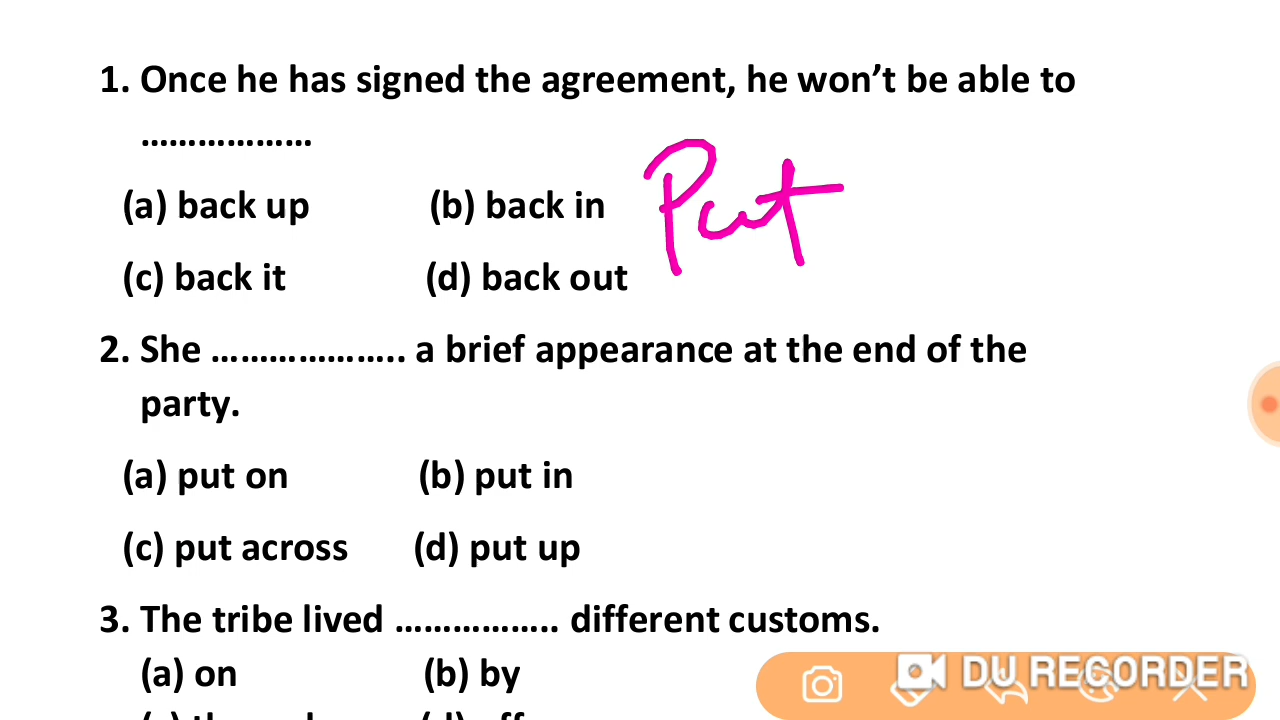 1. Once he has signed the agreement, he won’t be able to
………………
(a) back up (b) back in
Put
(c) back it (d) back out
2. She ……………….. a brief appearance at the end of the
party.
(a) put on (b) put in
(c) put across (d) put up
3. The tribe lived …………….. different customs.
(a) on (b) by
DU RECORDER